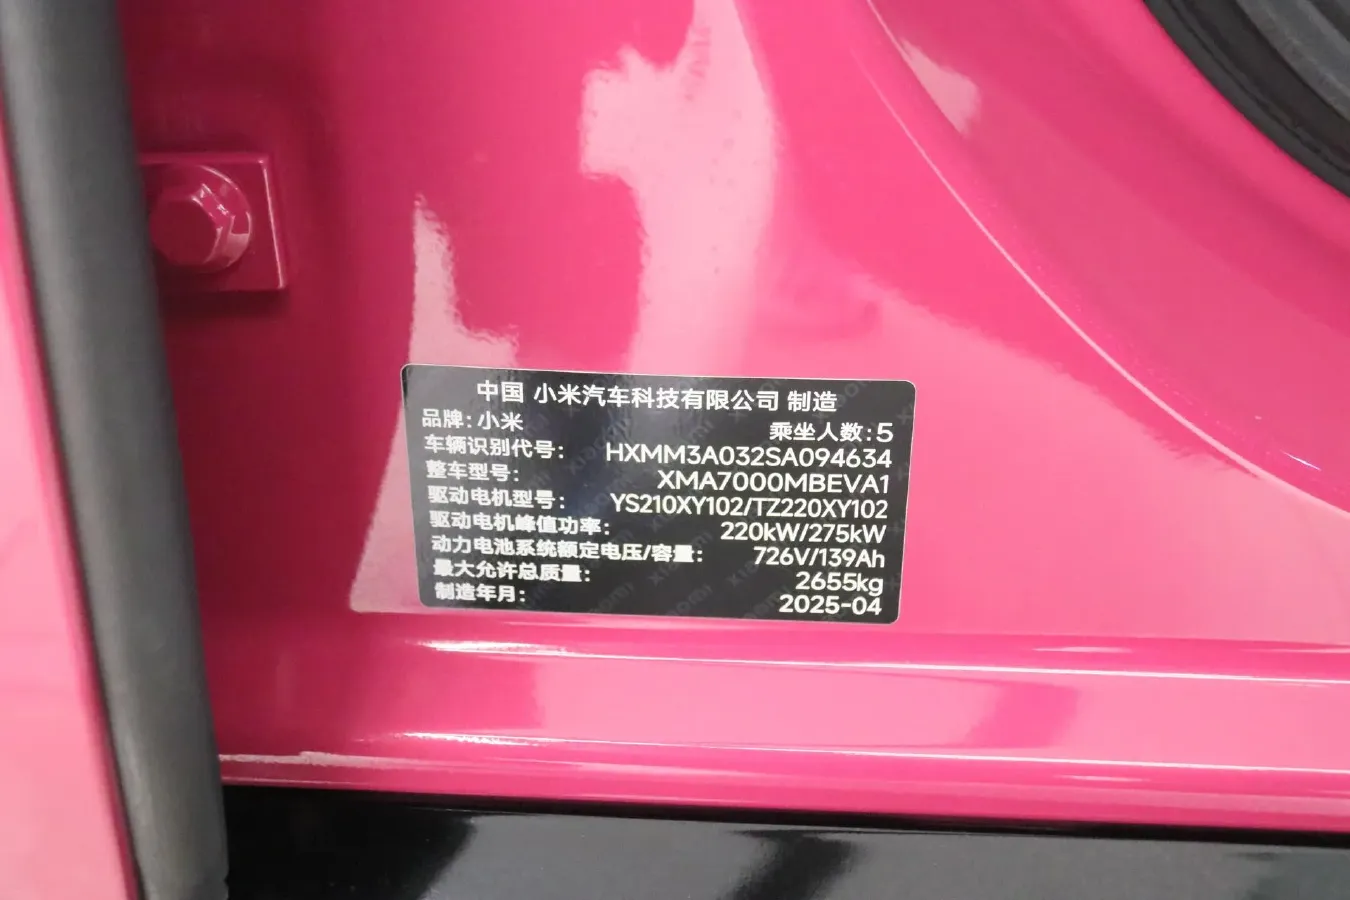 中国 小米汽车科技有限公司 制造
品牌:小米 乘坐人数:5
车辆识别代号: HXMM3A032SA094634
整车型号: XMA7000MBEVA1
驱动电机型号: YS210XY102/TZ220XY102
驱动电机峰值功率: 220kW/275kW
动力电池系统额定电压/容量: 726V/139Ah
最大允许总质量: 2655kg
制造年月: 2025-04